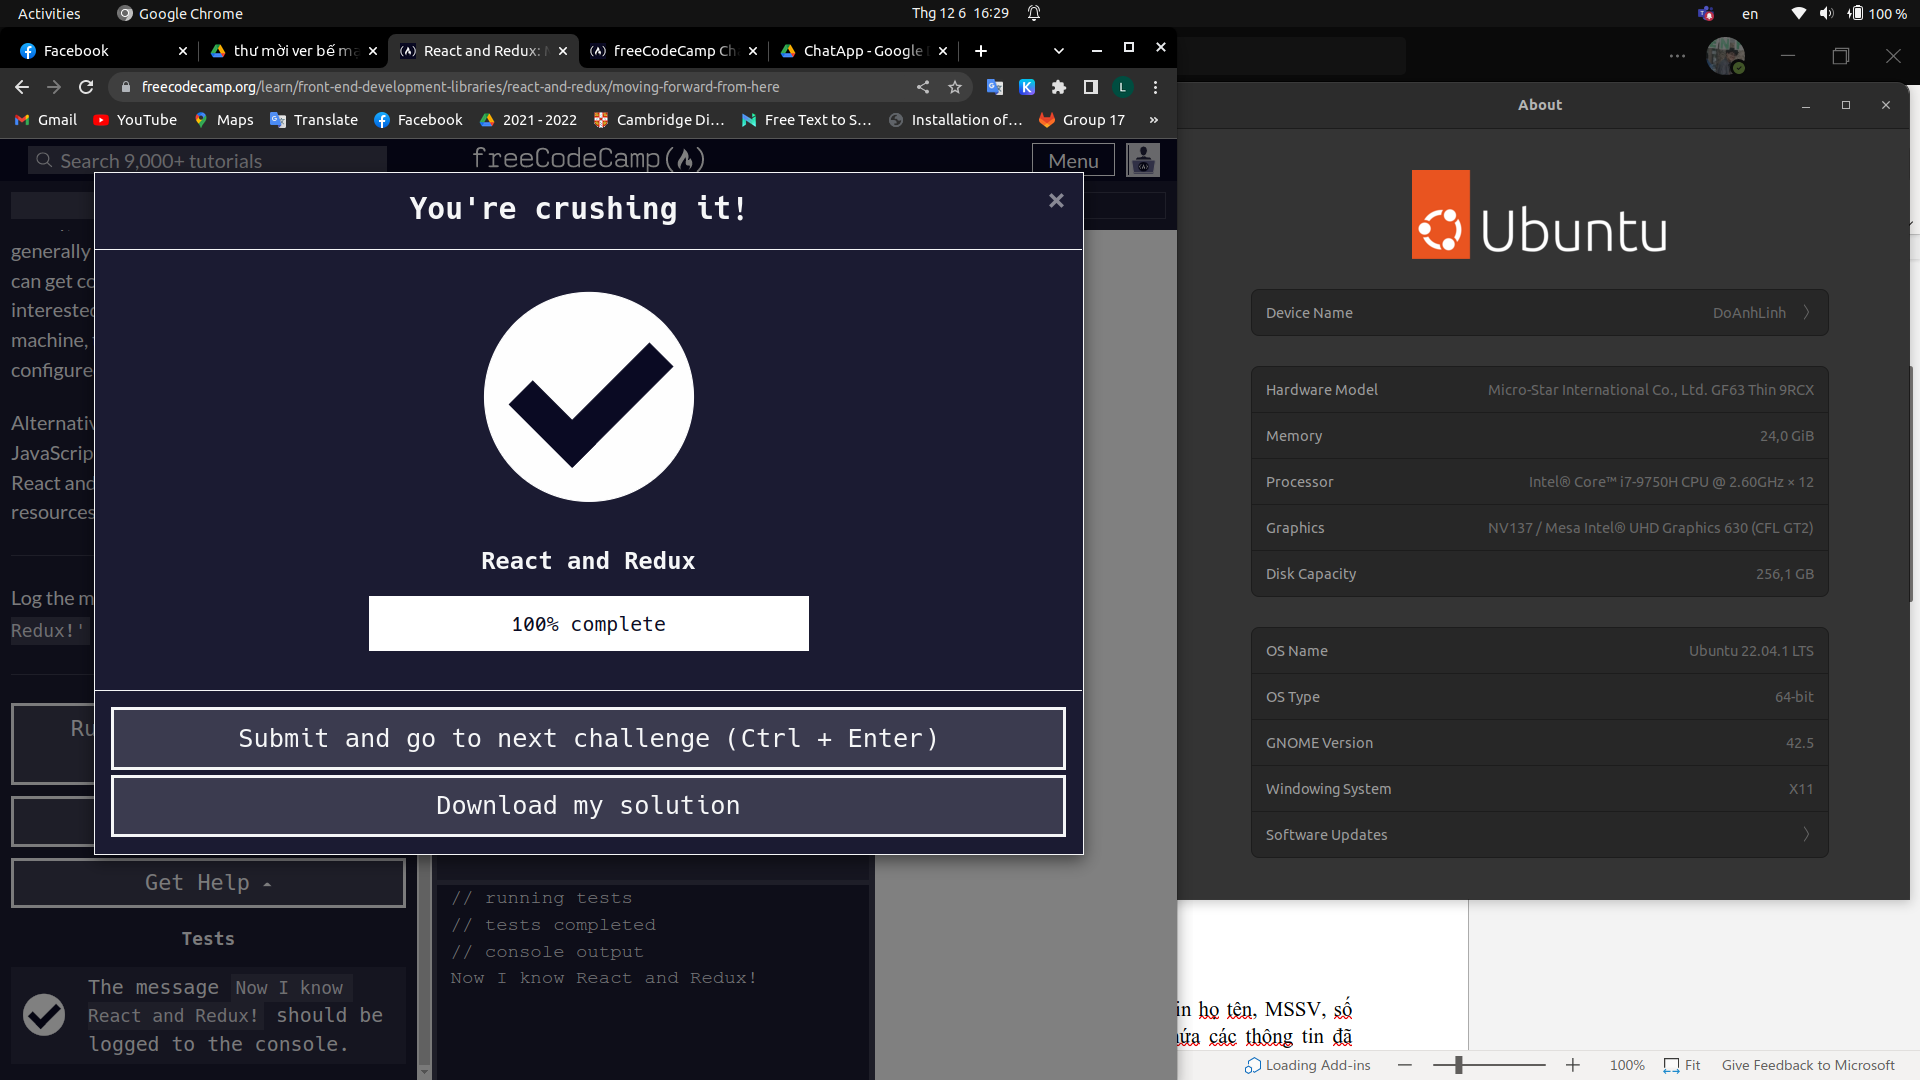 Activities
Google Chrome
Thg 12 6 16:29
en
100 %
Facebook
thư mời ver bế mạ
React and Redux: M
freeCodeCamp Cha
ChatApp - Google D
freecodecamp.org/learn/front-end-development-libraries/react-and-redux/moving-forward-from-here
L
Gmail
YouTube
Maps
Translate
Facebook
2021 - 2022
Cambridge Di...
Free Text to S...
Installation of...
Group 17
»
Search 9,000+ tutorials
freeCodeCamp
Menu
You're crushing it!
React and Redux
100% complete
Submit and go to next challenge (Ctrl + Enter)
Download my solution
generally
can get co
interested
machine,
configure
Alternativ
JavaScrip
React and
resources
Log the m
Redux!'
Ru
Get Help
Tests
The message Now I know
React and Redux! should be
logged to the console.
// running tests
// tests completed
// console output
Now I know React and Redux!
About
Ubuntu
Device Name
DoAnhLinh
Hardware Model
Micro-Star International Co., Ltd. GF63 Thin 9RCX
Memory
24,0 GiB
Processor
Intel® Core™ i7-9750H CPU @ 2.60GHz × 12
Graphics
NV137 / Mesa Intel® UHD Graphics 630 (CFL GT2)
Disk Capacity
256,1 GB
OS Name
Ubuntu 22.04.1 LTS
OS Type
64-bit
GNOME Version
42.5
Windowing System
X11
Software Updates
in họ tên, MSSV, số
ứa các thông tin đã
Loading Add-ins
100%
Fit
Give Feedback to Microsoft